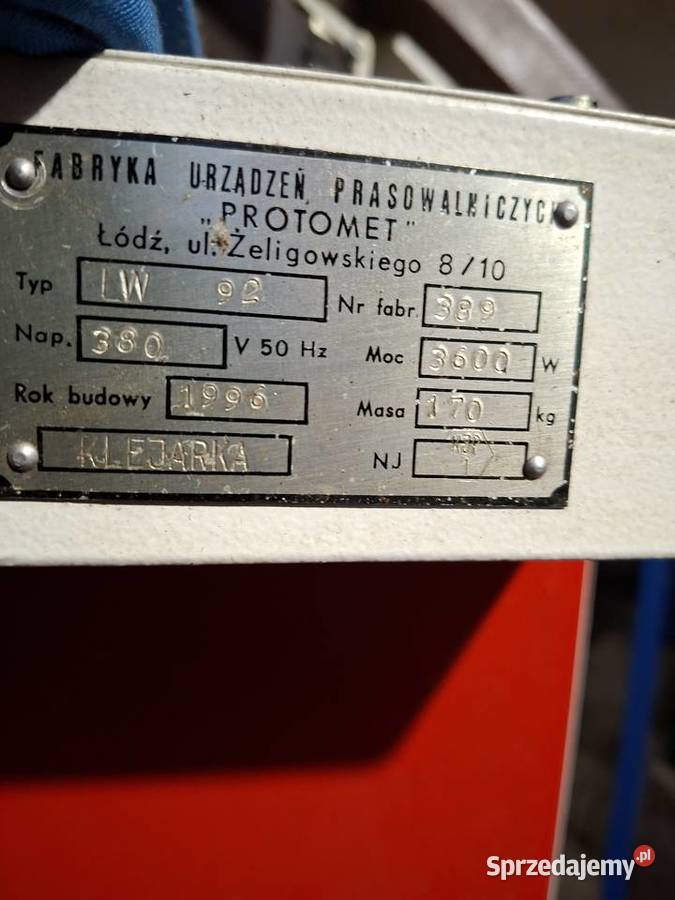 FABRYKA URZĄDZEŃ PRASOWALNICZYCH
„PROTOMET"
Łódź, ul. Żeligowskiego 8/10
Typ LW 92 Nr fabr. 389
Nap. 380 V 50 Hz Moc 3600 W
Rok budowy 1996 Masa 170 kg
KLEJARKA NJ 1
Sprzedajemy.pl